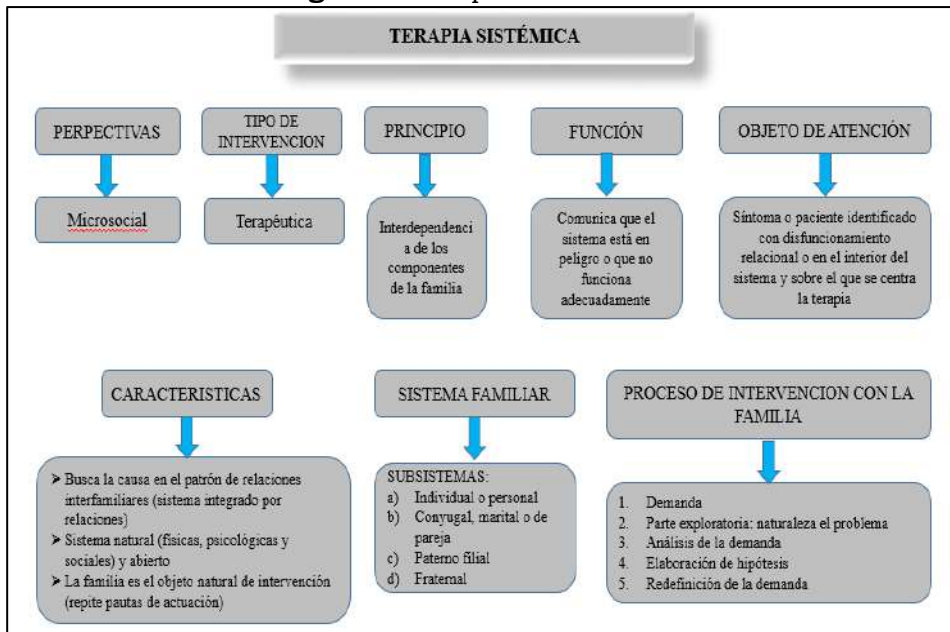 TERAPIA SISTÉMICA
PERPECTIVAS
TIPO DE
INTERVENCION
PRINCIPIO
FUNCIÓN
OBJETO DE ATENCIÓN
Microsocial
Terapéutica
Interdependenci
a de los
componentes
de la familia
Comunica que el
sistema está en
peligro o que no
funciona
adecuadamente
Síntoma o paciente identificado
con disfuncionamiento
relacional o en el interior del
sistema y sobre el que se centra
la terapia
CARACTERISTICAS
SISTEMA FAMILIAR
PROCESO DE INTERVENCION CON LA
FAMILIA
➤ Busca la causa en el patrón de relaciones
interfamiliares (sistema integrado por
relaciones)
➤ Sistema natural (físicas, psicológicas y
sociales) y abierto
➤ La familia es el objeto natural de intervención
(repite pautas de actuación)
SUBSISTEMAS:
a) Individual o personal
b) Conyugal, marital o de
pareja
c) Paterno filial
d) Fraternal
1. Demanda
2. Parte exploratoria: naturaleza el problema
3. Análisis de la demanda
4. Elaboración de hipótesis
5. Redefinición de la demanda